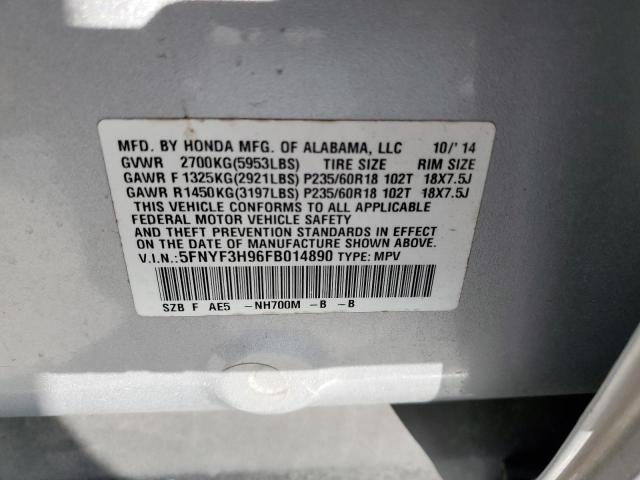 MFD. BY HONDA MFG. OF ALABAMA, LLC 10/'14
GVWR 2700KG(5953LBS) TIRE SIZE RIM SIZE
GAWR F 1325KG(2921LBS) P235/60R18 102T 18X7.5J
GAWR R1450KG(3197LBS) P235/60R18 102T 18X7.5J
THIS VEHICLE CONFORMS TO ALL APPLICABLE
FEDERAL MOTOR VEHICLE SAFETY
AND THEFT PREVENTION STANDARDS IN EFFECT
ON THE DATE OF MANUFACTURE SHOWN ABOVE.
V.I.N.:5FNYF3H96FB014890 TYPE: MPV
SZB F AE5 -NH700M -B -B